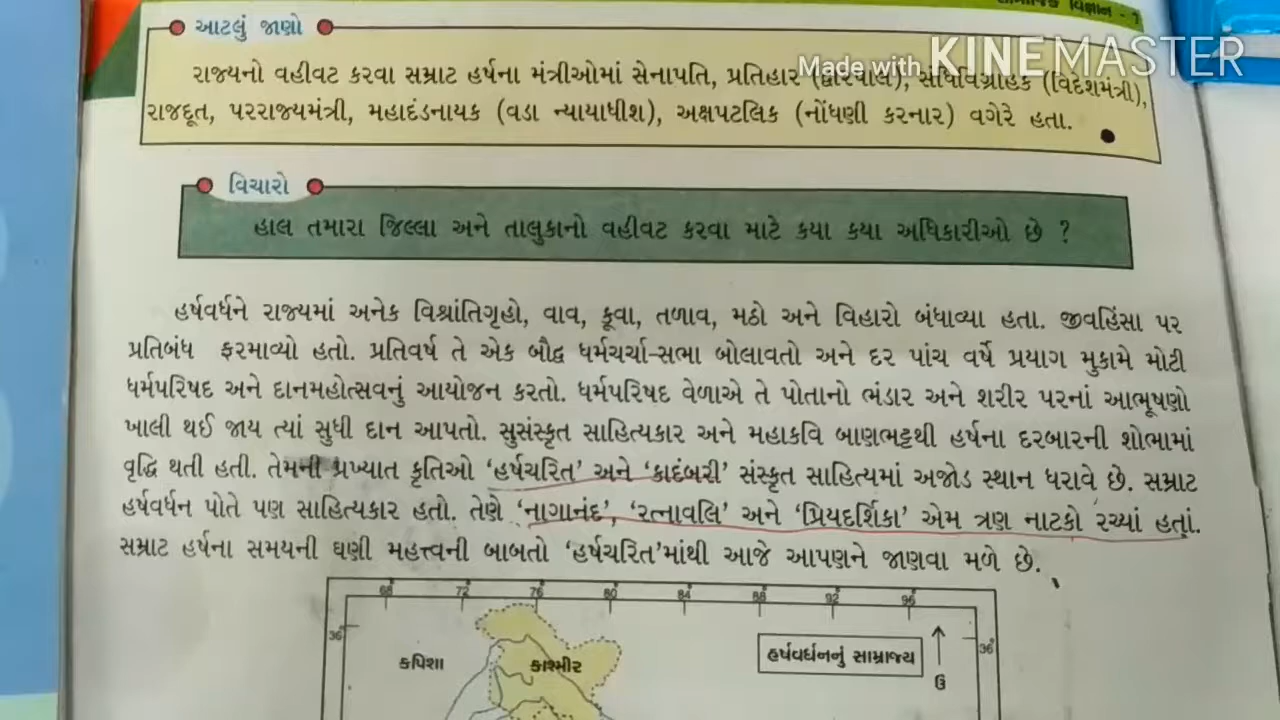 વિજ્ઞાન - 7
આટલું જાણો
Made with KINEMASTER
રાજ્યનો વહીવટ કરવા સમ્રાટ હર્ષના મંત્રીઓમાં સેનાપતિ, પ્રતિહાર (દ્વારપાલ), સંધિવિગ્રાહક (વિદેશમંત્રી),
રાજદૂત, પરરાજ્યમંત્રી, મહાદંડનાયક (વડા ન્યાયાધીશ), અક્ષપટલિક (નોંધણી કરનાર) વગેરે હતા.
વિચારો
હાલ તમારા જિલ્લા અને તાલુકાનો વહીવટ કરવા માટે કયા કયા અધિકારીઓ છે ?
હર્ષવર્ધને રાજ્યમાં અનેક વિશ્રાંતિગૃહો, વાવ, કૂવા, તળાવ, મઠો અને વિહારો બંધાવ્યા હતા. જીવહિંસા પર
પ્રતિબંધ ફરમાવ્યો હતો. પ્રતિવર્ષ તે એક બૌદ્ધ ધર્મચર્ચા-સભા બોલાવતો અને દર પાંચ વર્ષે પ્રયાગ મુકામે મોટી
ધર્મપરિષદ અને દાનમહોત્સવનું આયોજન કરતો. ધર્મપરિષદ વેળાએ તે પોતાનો ભંડાર અને શરીર પરનાં આભૂષણો
ખાલી થઈ જાય ત્યાં સુધી દાન આપતો. સુસંસ્કૃત સાહિત્યકાર અને મહાકવિ બાણભટ્ટથી હર્ષના દરબારની શોભામાં
વૃદ્ધિ થતી હતી. તેમની પ્રખ્યાત કૃતિઓ ‘હર્ષચરિત’ અને ‘કાદંબરી’ સંસ્કૃત સાહિત્યમાં અજોડ સ્થાન ધરાવે છે. સમ્રાટ
હર્ષવર્ધન પોતે પણ સાહિત્યકાર હતો. તેણે ‘નાગાનંદ’, ‘રત્નાવલિ’ અને ‘પ્રિયદર્શિકા’ એમ ત્રણ નાટકો રચ્યાં હતાં.
સમ્રાટ હર્ષના સમયની ઘણી મહત્ત્વની બાબતો ‘હર્ષચરિત’માંથી આજે આપણને જાણવા મળે છે.
68 72 76 80 84 88 92 96
36 36°
હર્ષવર્ધનનું સામ્રાજ્ય
કપિશા કાશ્મીર
ઉ